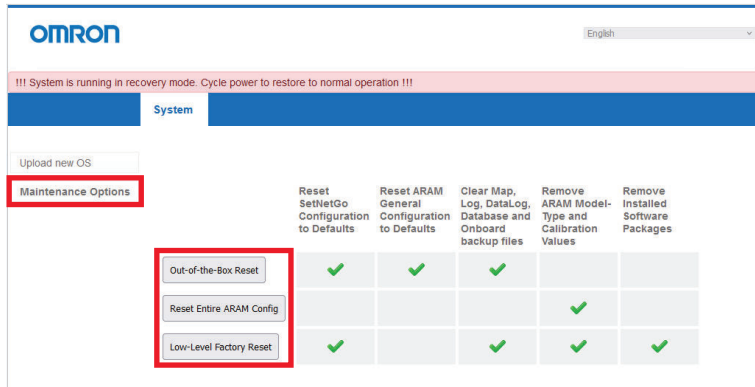 OMRON
English
!!! System is running in recovery mode. Cycle power to restore to normal operation !!!
System
Upload new OS
Maintenance Options
Reset
SetNetGo
Configuration
to Defaults
Reset ARAM
General
Configuration
to Defaults
Clear Map,
Log, DataLog,
Database and
Onboard
backup files
Remove
ARAM Model-
Type and
Calibration
Values
Remove
Installed
Software
Packages
Out-of-the-Box Reset
Reset Entire ARAM Config
Low-Level Factory Reset